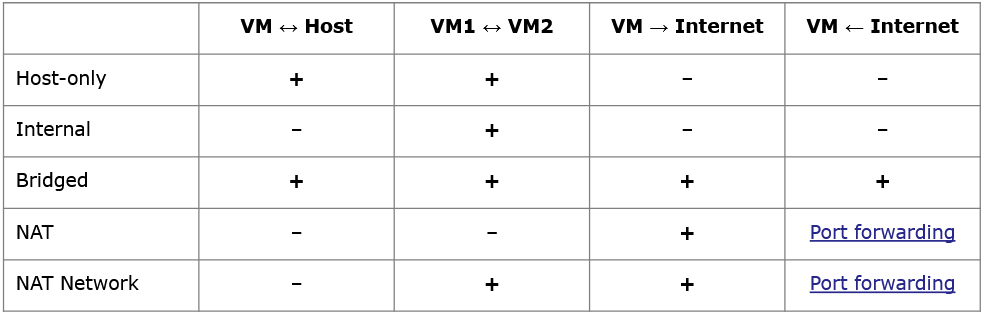 VM ↔ Host VM1 ↔ VM2 VM → Internet VM ← Internet
Host-only + + – –
Internal – + – –
Bridged + + + +
NAT – – + Port forwarding
NAT Network – + + Port forwarding